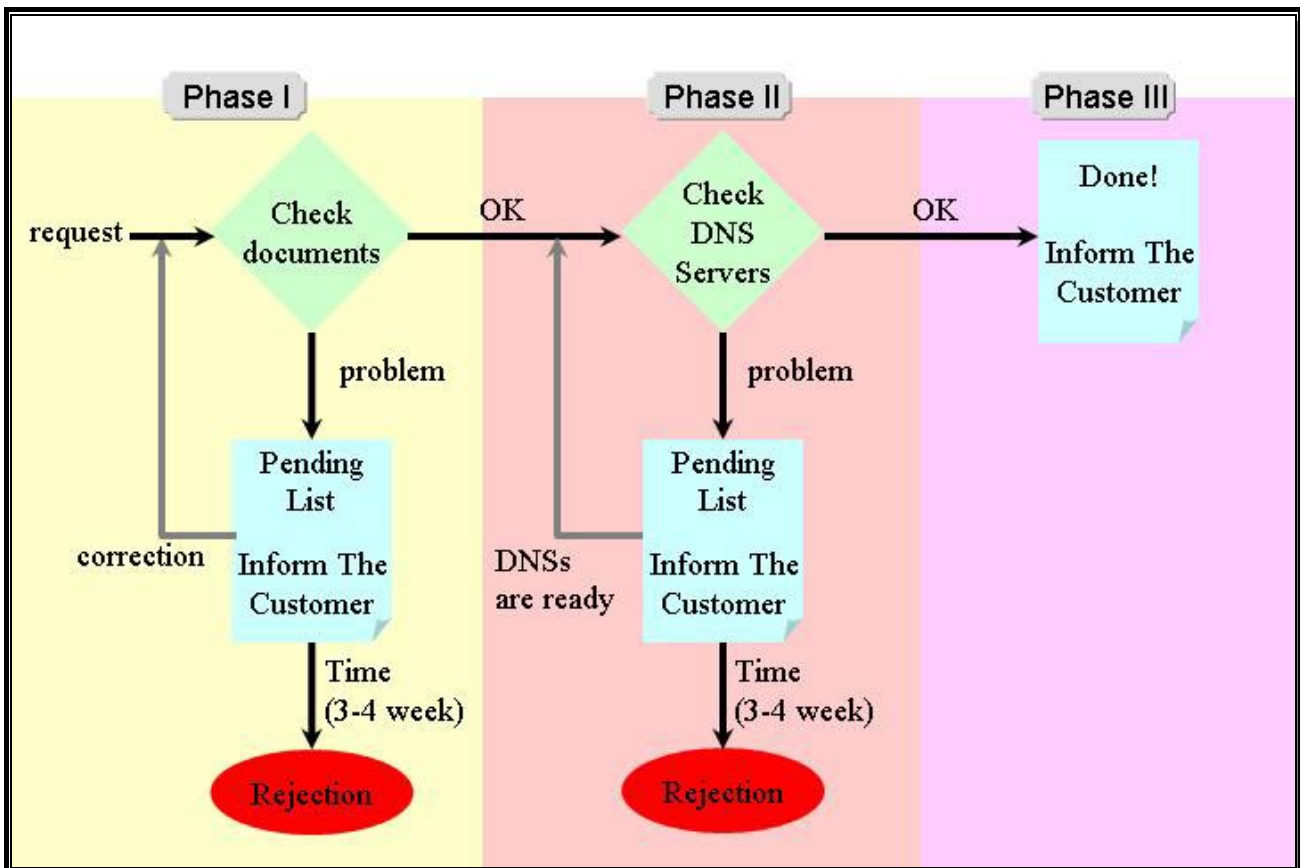 Phase I
Phase II
Phase III
request
Check
documents
OK
Check
DNS
Servers
OK
Done!
Inform The
Customer
problem
problem
Pending
List
Inform The
Customer
correction
Pending
List
Inform The
Customer
DNSs
are ready
Time
(3-4 week)
Time
(3-4 week)
Rejection
Rejection